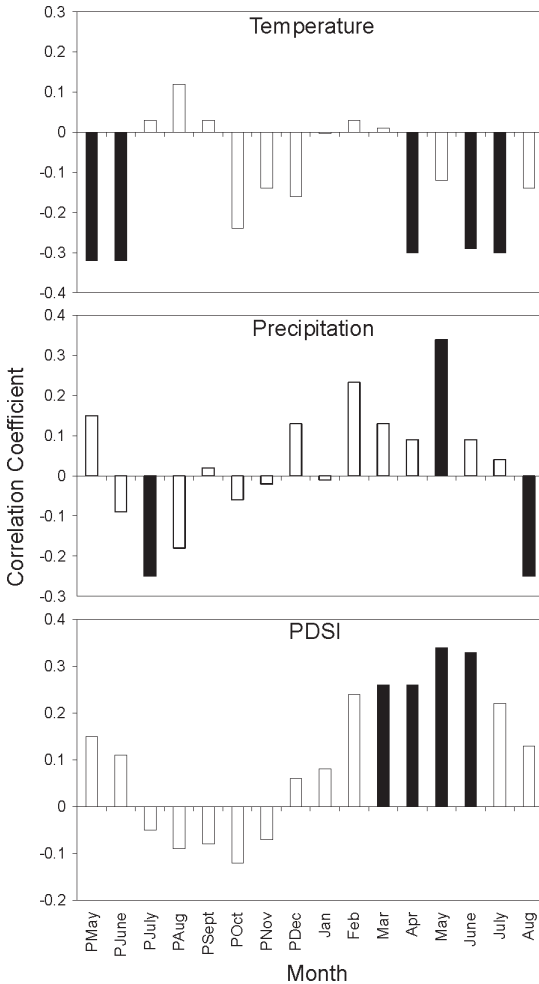 Temperature
0.3
0.2
0.1
0
-0.1
-0.2
-0.3
-0.4
Precipitation
0.4
0.3
0.2
0.1
0
-0.1
-0.2
-0.3
Correlation Coefficient
PDSI
0.4
0.3
0.2
0.1
0
-0.1
-0.2
PMay
PJune
PJuly
PAug
PSept
POct
PNov
PDec
Jan
Feb
Mar
Apr
May
June
July
Aug
Month